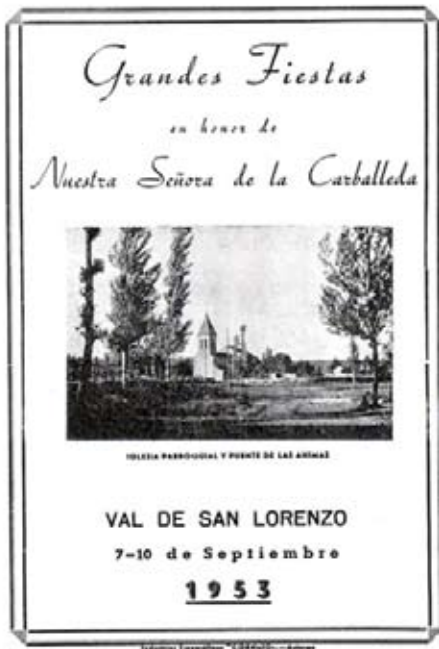 Grandes Fiestas
en honor de
Nuestra Señora de la Carballeda
IGLESIA PARROQUIAL Y PUENTE DE LAS ANIMAS
VAL DE SAN LORENZO
7-10 de Septiembre
1953